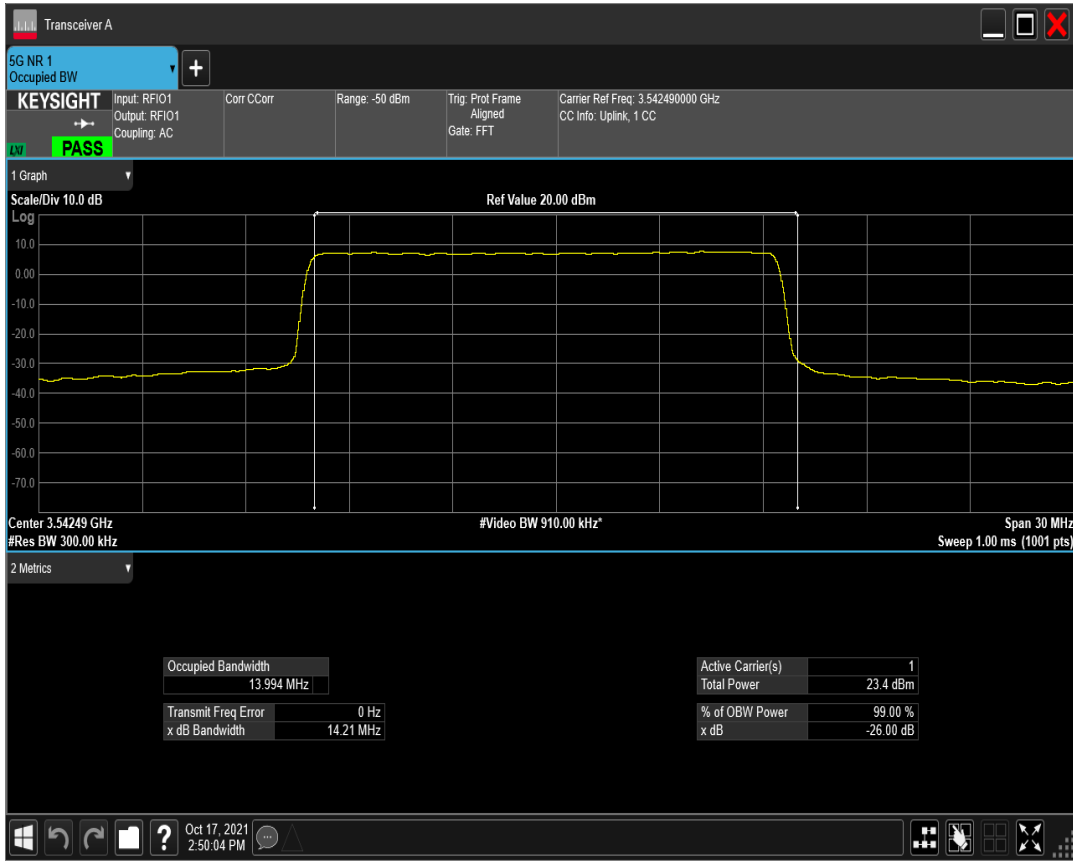 Transceiver A
5G NR 1
Occupied BW
+
KEYSIGHT
LXI
PASS
Input: RFIO1
Output: RFIO1
Coupling: AC
Corr CCorr
Range: -50 dBm
Trig: Prot Frame
Aligned
Gate: FFT
Carrier Ref Freq: 3.542490000 GHz
CC Info: Uplink, 1 CC
1 Graph
Scale/Div 10.0 dB
Ref Value 20.00 dBm
Log
10.0
0.00
-10.0
-20.0
-30.0
-40.0
-50.0
-60.0
-70.0
Center 3.54249 GHz
#Video BW 910.00 kHz*
Span 30 MHz
#Res BW 300.00 kHz
Sweep 1.00 ms (1001 pts)
2 Metrics
Occupied Bandwidth
13.994 MHz
Transmit Freq Error 0 Hz
x dB Bandwidth 14.21 MHz
Active Carrier(s) 1
Total Power 23.4 dBm
% of OBW Power 99.00 %
x dB -26.00 dB
?
Oct 17, 2021
2:50:04 PM